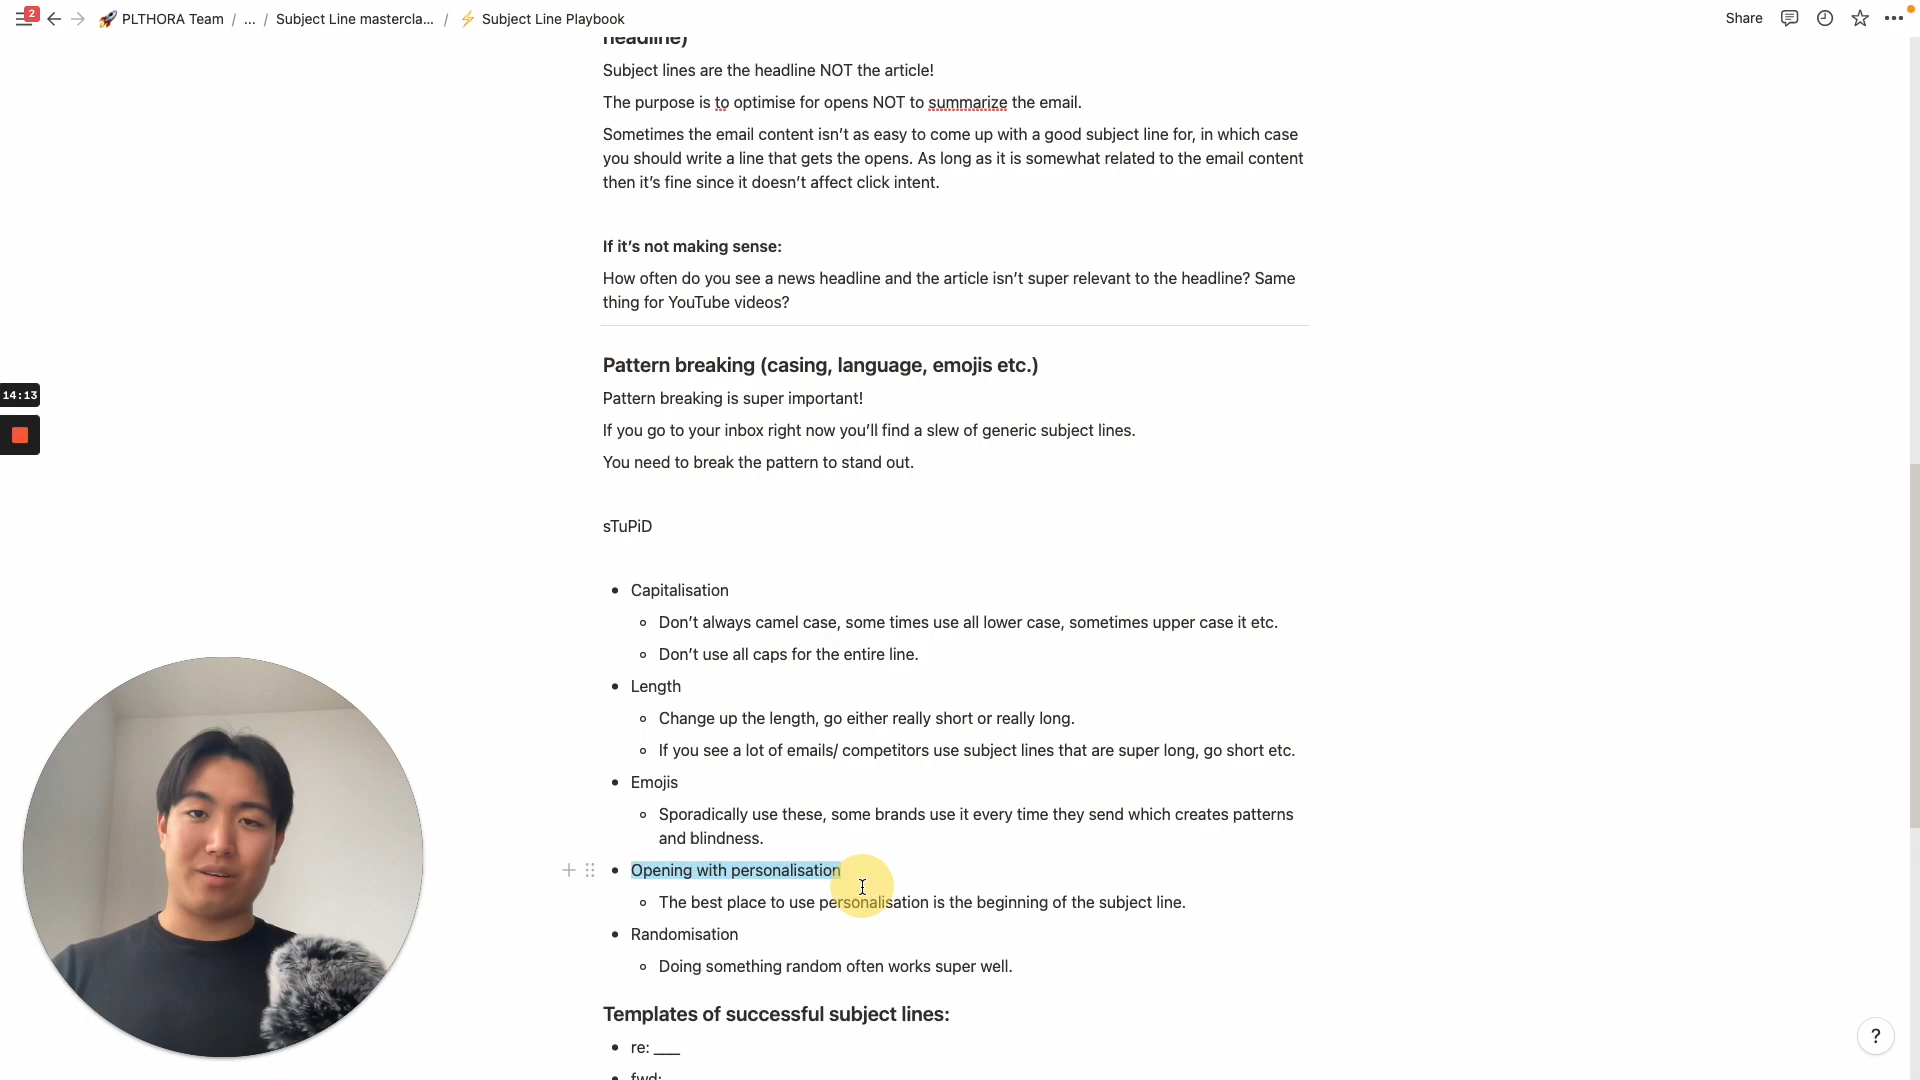 2
PLTHORA Team / ... / Subject Line mastercla... / Subject Line Playbook
Share
headline)
Subject lines are the headline NOT the article!
The purpose is to optimise for opens NOT to summarize the email.
Sometimes the email content isn’t as easy to come up with a good subject line for, in which case
you should write a line that gets the opens. As long as it is somewhat related to the email content
then it’s fine since it doesn’t affect click intent.
If it’s not making sense:
How often do you see a news headline and the article isn’t super relevant to the headline? Same
thing for YouTube videos?
Pattern breaking (casing, language, emojis etc.)
14:13
Pattern breaking is super important!
If you go to your inbox right now you’ll find a slew of generic subject lines.
You need to break the pattern to stand out.
sTuPiD
Capitalisation
Don’t always camel case, some times use all lower case, sometimes upper case it etc.
Don’t use all caps for the entire line.
Length
Change up the length, go either really short or really long.
If you see a lot of emails/ competitors use subject lines that are super long, go short etc.
Emojis
Sporadically use these, some brands use it every time they send which creates patterns
and blindness.
Opening with personalisation
The best place to use personalisation is the beginning of the subject line.
Randomisation
Doing something random often works super well.
Templates of successful subject lines:
?
re: ___
fwd: